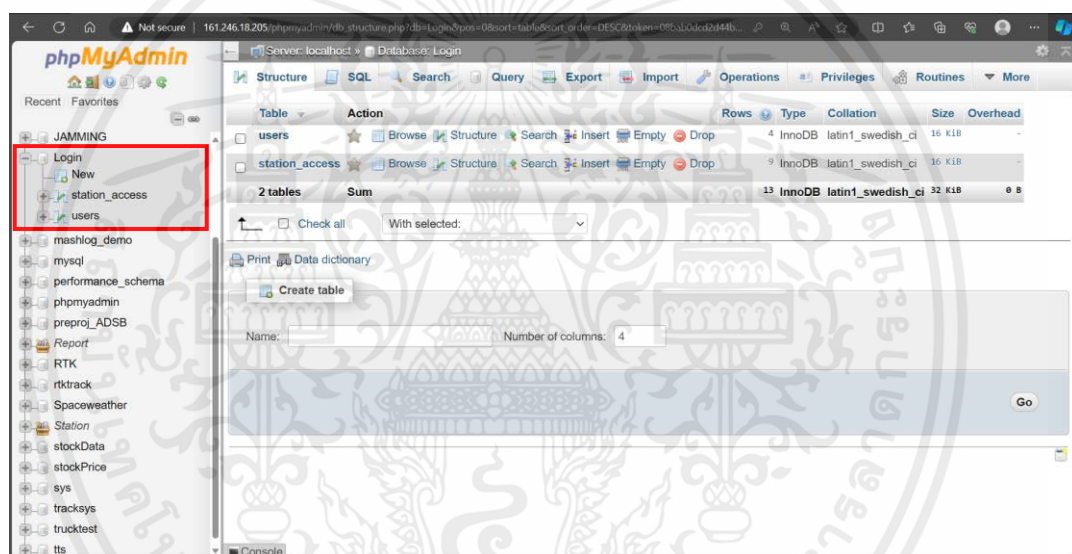 Not secure 161.246.18.205/phpmyadmin/db_structure.php?db=Login&pos=0&sort=table&sort_order=DESC&token=08bab0dcd2d44b...
phpMyAdmin
Recent Favorites
JAMMING
Login
New
station_access
users
mashlog_demo
mysql
performance_schema
phpmyadmin
preproj_ADSB
Report
RTK
rtktrack
Spaceweather
Station
stockData
stockPrice
sys
tracksys
trucktest
tts
Server: localhost » Database: Login
Structure SQL Search Query Export Import Operations Privileges Routines More
Table Action Rows Type Collation Size Overhead
users Browse Structure Search Insert Empty Drop 4 InnoDB latin1_swedish_ci 16 KiB -
station_access Browse Structure Search Insert Empty Drop 9 InnoDB latin1_swedish_ci 16 KiB -
2 tables Sum 13 InnoDB latin1_swedish_ci 32 KiB 0 B
Check all With selected:
Print Data dictionary
Create table
Name: Number of columns: 4
Go
Console